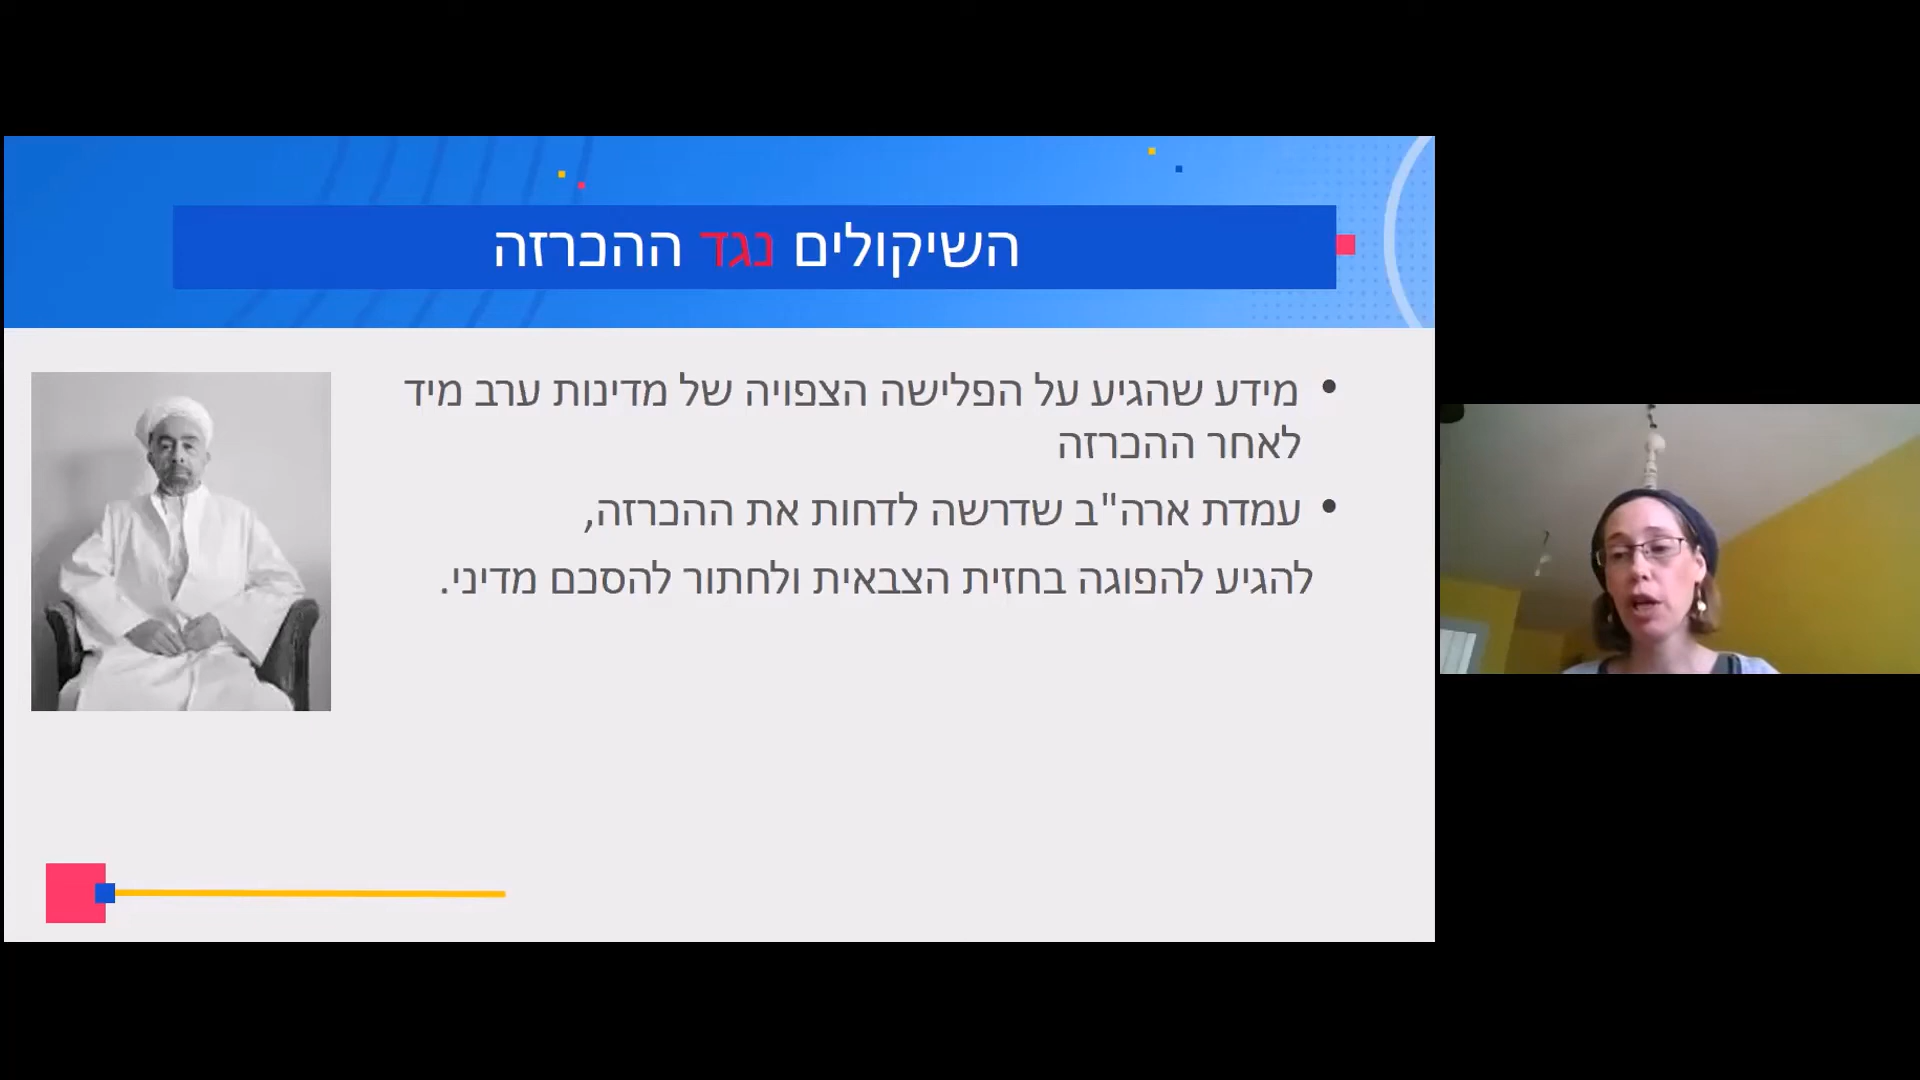 השיקולים נגד ההכרזה
• מידע שהגיע על הפלישה הצפויה של מדינות ערב מיד
לאחר ההכרזה
• עמדת ארה"ב שדרשה לדחות את ההכרזה,
להגיע להפוגה בחזית הצבאית ולחתור להסכם מדיני.